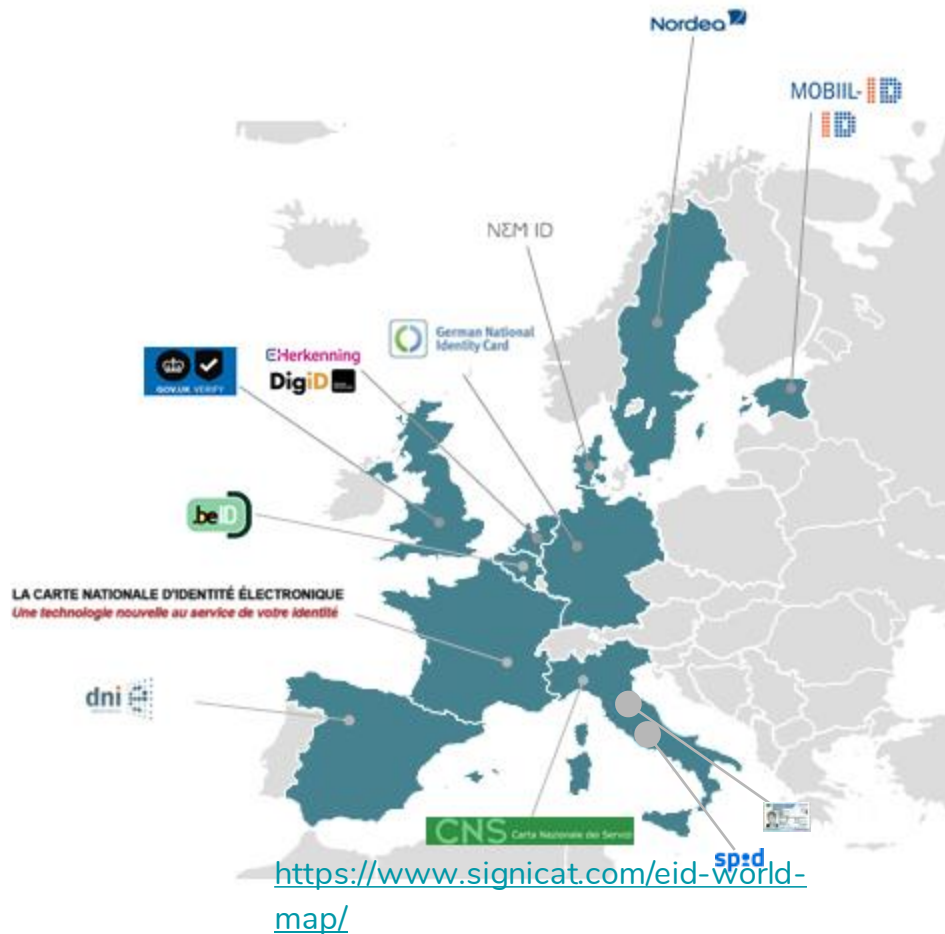 Nordea
MOBIIL-ID
ID
NΣM ID
German National
Identity Card
EHerkenning
DigiD
GOV.UK VERIFY
.beID
LA CARTE NATIONALE D'IDENTITÉ ÉLECTRONIQUE
Une technologie nouvelle au service de votre identité
dni e
CNS Carta Nazionale dei Servizi
spid
https://www.signicat.com/eid-world-
map/